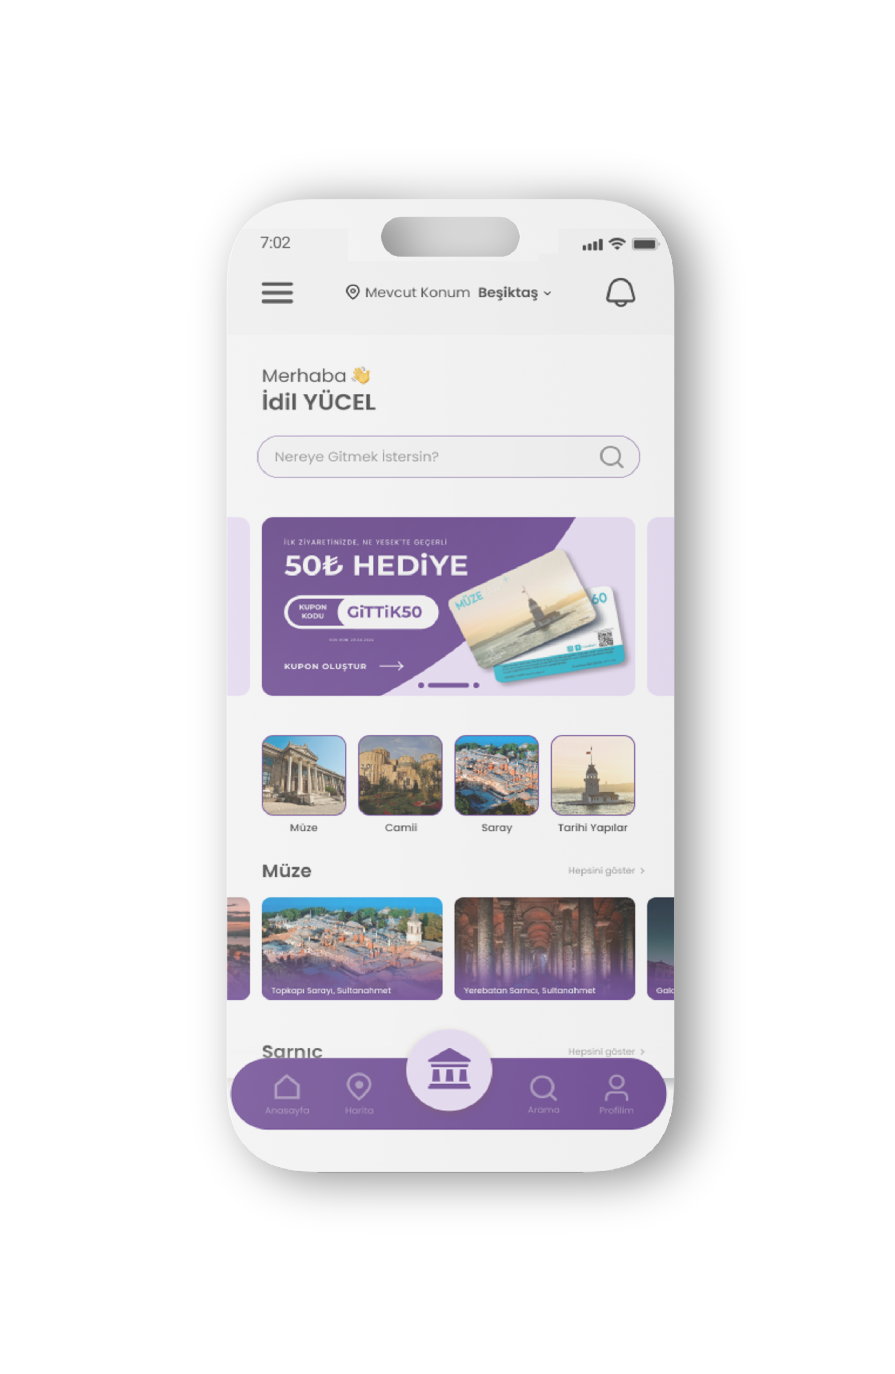 7:02
Mevcut Konum Beşiktaş
Merhaba 👋
İdil YÜCEL
Nereye Gitmek İstersin?
İLK ZİYARETİNİZDE, NE YESEK'TE GEÇERLİ
50₺ HEDİYE
KUPON
KODU
GİTTİK50
KUPON OLUŞTUR
MÜZE
60
Müze
Camii
Saray
Tarihi Yapılar
Müze
Hepsini göster
Topkapı Sarayı, Sultanahmet
Yerebatan Sarnıcı, Sultanahmet
Sarnıç
Hepsini göster
Anasayfa
Harita
Arama
Profilim